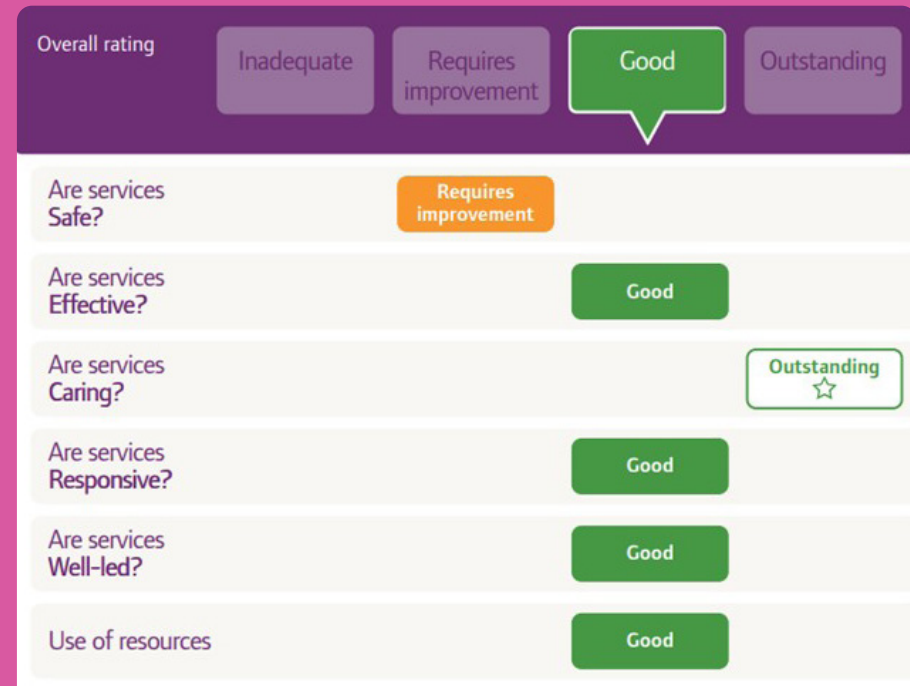 Overall rating
Inadequate
Requires
improvement
Good
Outstanding
Are services
Safe?
Requires
improvement
Are services
Effective?
Good
Are services
Caring?
Outstanding
Are services
Responsive?
Good
Are services
Well-led?
Good
Use of resources
Good